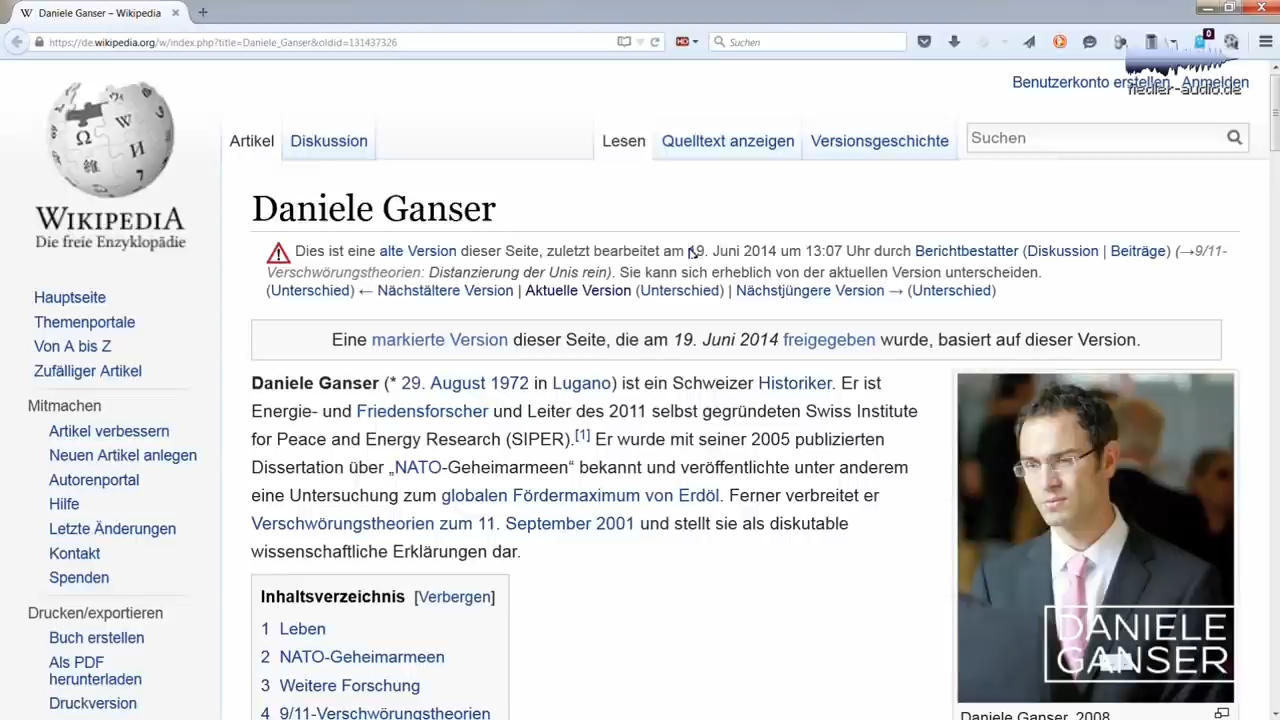 Daniele Ganser – Wikipedia
https://de.wikipedia.org/w/index.php?title=Daniele_Ganser&oldid=131437326
Suchen
0
Benutzerkonto erstellen Anmelden
fiedler-audio.de
Artikel Diskussion Lesen Quelltext anzeigen Versionsgeschichte Suchen
WIKIPEDIA
Die freie Enzyklopädie
Hauptseite
Themenportale
Von A bis Z
Zufälliger Artikel
Mitmachen
Artikel verbessern
Neuen Artikel anlegen
Autorenportal
Hilfe
Letzte Änderungen
Kontakt
Spenden
Drucken/exportieren
Buch erstellen
Als PDF
herunterladen
Druckversion
Daniele Ganser
Dies ist eine alte Version dieser Seite, zuletzt bearbeitet am 19. Juni 2014 um 13:07 Uhr durch Berichtbestatter (Diskussion | Beiträge) (→9/11-
Verschwörungstheorien: Distanzierung der Unis rein). Sie kann sich erheblich von der aktuellen Version unterscheiden.
(Unterschied) ← Nächstältere Version | Aktuelle Version (Unterschied) | Nächstjüngere Version → (Unterschied)
Eine markierte Version dieser Seite, die am 19. Juni 2014 freigegeben wurde, basiert auf dieser Version.
Daniele Ganser (* 29. August 1972 in Lugano) ist ein Schweizer Historiker. Er ist
Energie- und Friedensforscher und Leiter des 2011 selbst gegründeten Swiss Institute
for Peace and Energy Research (SIPER).[1] Er wurde mit seiner 2005 publizierten
Dissertation über „NATO-Geheimarmeen“ bekannt und veröffentlichte unter anderem
eine Untersuchung zum globalen Fördermaximum von Erdöl. Ferner verbreitet er
Verschwörungstheorien zum 11. September 2001 und stellt sie als diskutable
wissenschaftliche Erklärungen dar.
Inhaltsverzeichnis [Verbergen]
1 Leben
2 NATO-Geheimarmeen
3 Weitere Forschung
4 9/11-Verschwörungstheorien
DANIELE
GANSER
Daniele Ganser, 2008